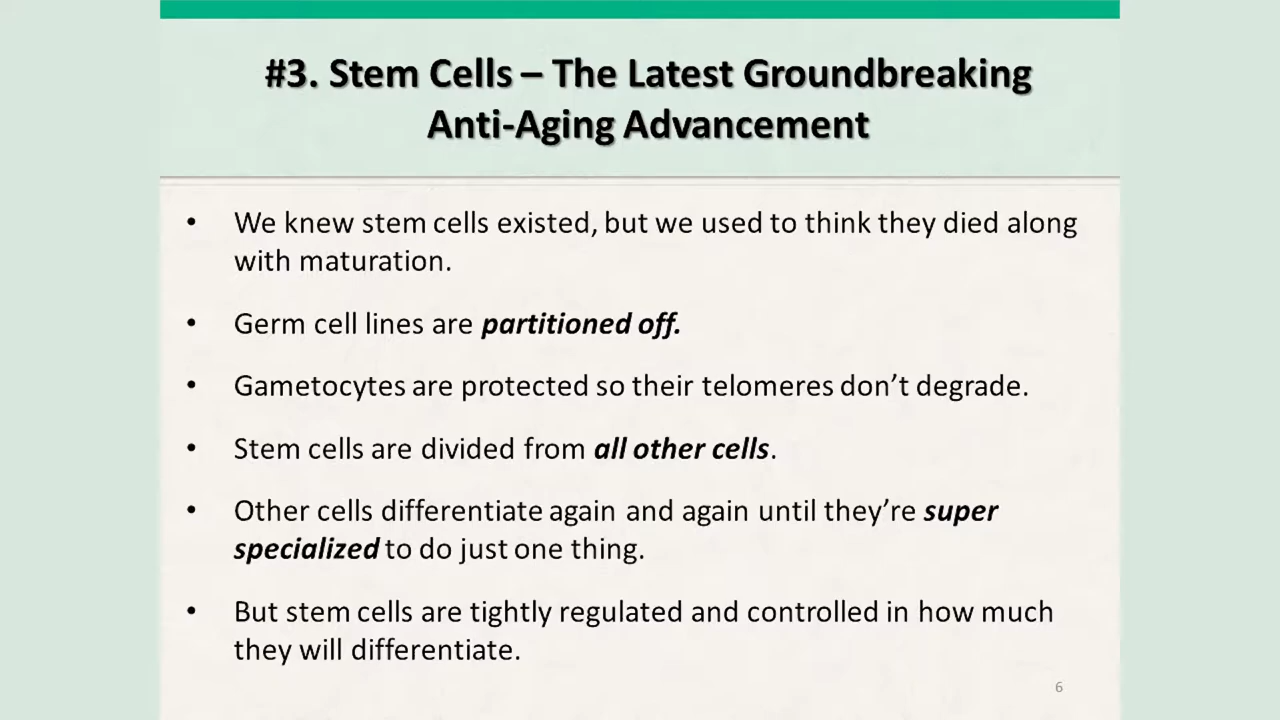 #3. Stem Cells – The Latest Groundbreaking
Anti-Aging Advancement
• We knew stem cells existed, but we used to think they died along
with maturation.
• Germ cell lines are partitioned off.
• Gametocytes are protected so their telomeres don’t degrade.
• Stem cells are divided from all other cells.
• Other cells differentiate again and again until they’re super
specialized to do just one thing.
• But stem cells are tightly regulated and controlled in how much
they will differentiate.
6